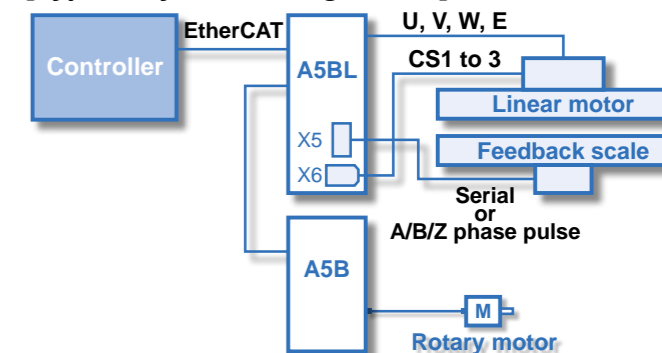 EtherCAT
U, V, W, E
Controller
A5BL
CS1 to 3
Linear motor
X5
Feedback scale
X6
Serial
or
A/B/Z phase pulse
A5B
M
Rotary motor